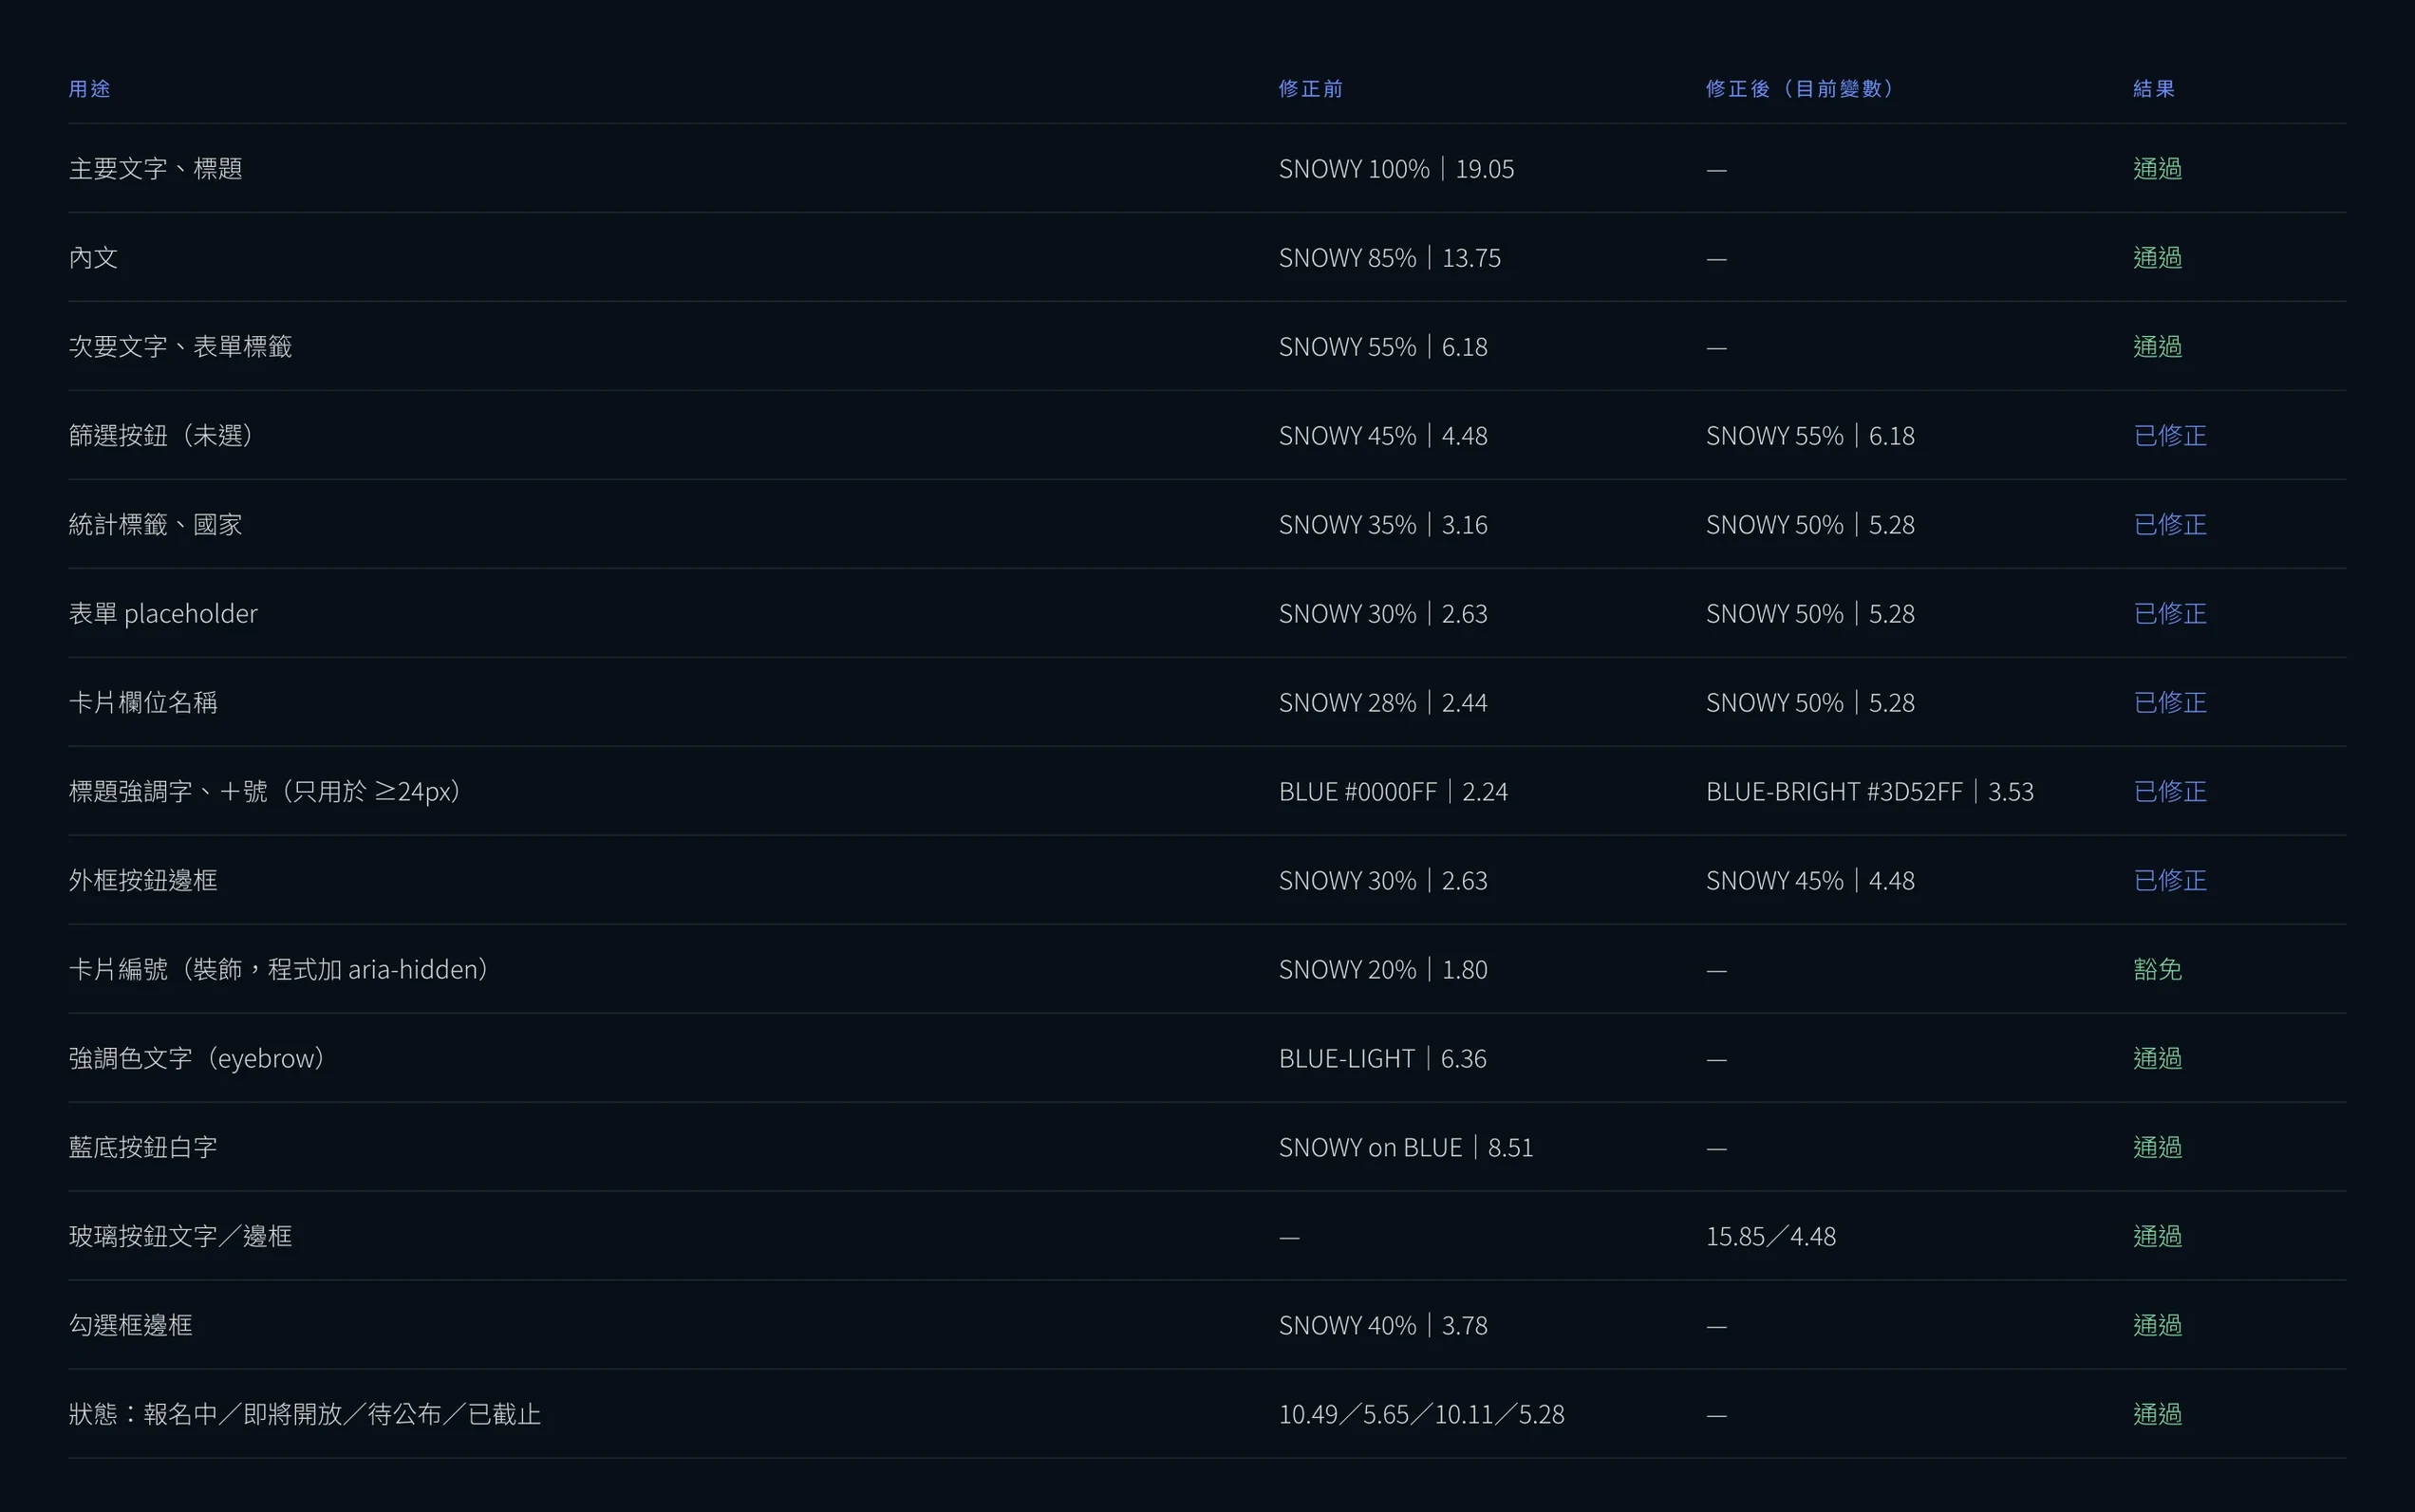 用途 修正前 修正後（目前變數） 結果
主要文字、標題 SNOWY 100%｜19.05 — 通過
內文 SNOWY 85%｜13.75 — 通過
次要文字、表單標籤 SNOWY 55%｜6.18 — 通過
篩選按鈕（未選） SNOWY 45%｜4.48 SNOWY 55%｜6.18 已修正
統計標籤、國家 SNOWY 35%｜3.16 SNOWY 50%｜5.28 已修正
表單 placeholder SNOWY 30%｜2.63 SNOWY 50%｜5.28 已修正
卡片欄位名稱 SNOWY 28%｜2.44 SNOWY 50%｜5.28 已修正
標題強調字、＋號（只用於 ≥24px） BLUE #0000FF｜2.24 BLUE-BRIGHT #3D52FF｜3.53 已修正
外框按鈕邊框 SNOWY 30%｜2.63 SNOWY 45%｜4.48 已修正
卡片編號（裝飾，程式加 aria-hidden） SNOWY 20%｜1.80 — 豁免
強調色文字（eyebrow） BLUE-LIGHT｜6.36 — 通過
藍底按鈕白字 SNOWY on BLUE｜8.51 — 通過
玻璃按鈕文字／邊框 — 15.85／4.48 通過
勾選框邊框 SNOWY 40%｜3.78 — 通過
狀態：報名中／即將開放／待公布／已截止 10.49／5.65／10.11／5.28 — 通過